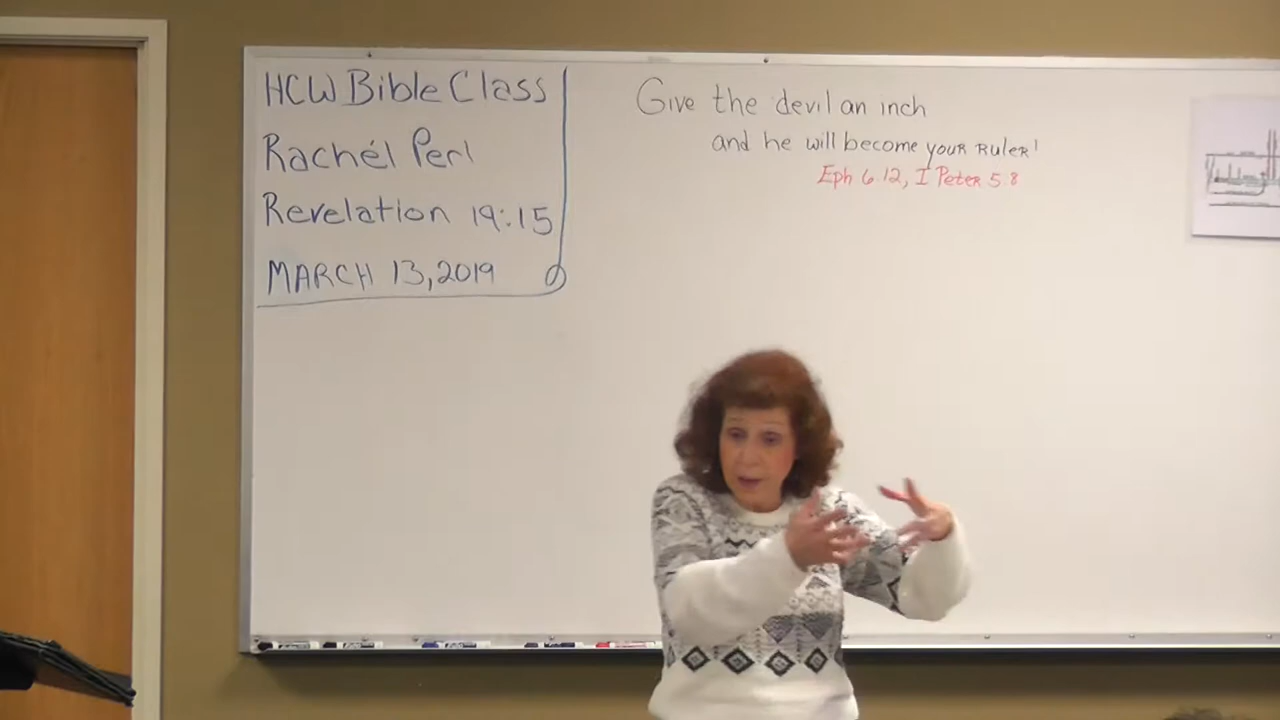 HCW Bible Class
Rachél Perl
Revelation 19:15
MARCH 13, 2019
Give the devil an inch
and he will become your Ruler!
Eph 6:12, I Peter 5:8